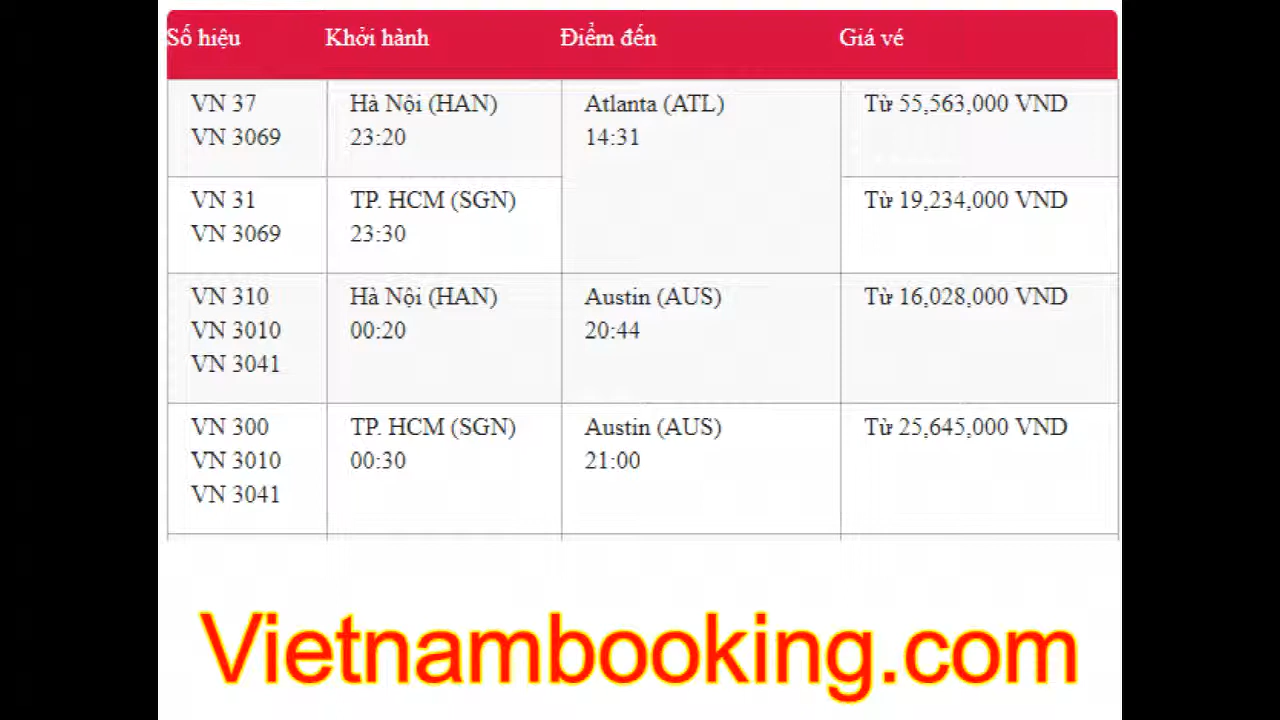 Số hiệu Khởi hành Điểm đến Giá vé
VN 37 Hà Nội (HAN) Atlanta (ATL) Từ 55,563,000 VND
VN 3069 23:20 14:31
VN 31 TP. HCM (SGN) Từ 19,234,000 VND
VN 3069 23:30
VN 310 Hà Nội (HAN) Austin (AUS) Từ 16,028,000 VND
VN 3010 00:20 20:44
VN 3041
VN 300 TP. HCM (SGN) Austin (AUS) Từ 25,645,000 VND
VN 3010 00:30 21:00
VN 3041
Vietnambooking.com